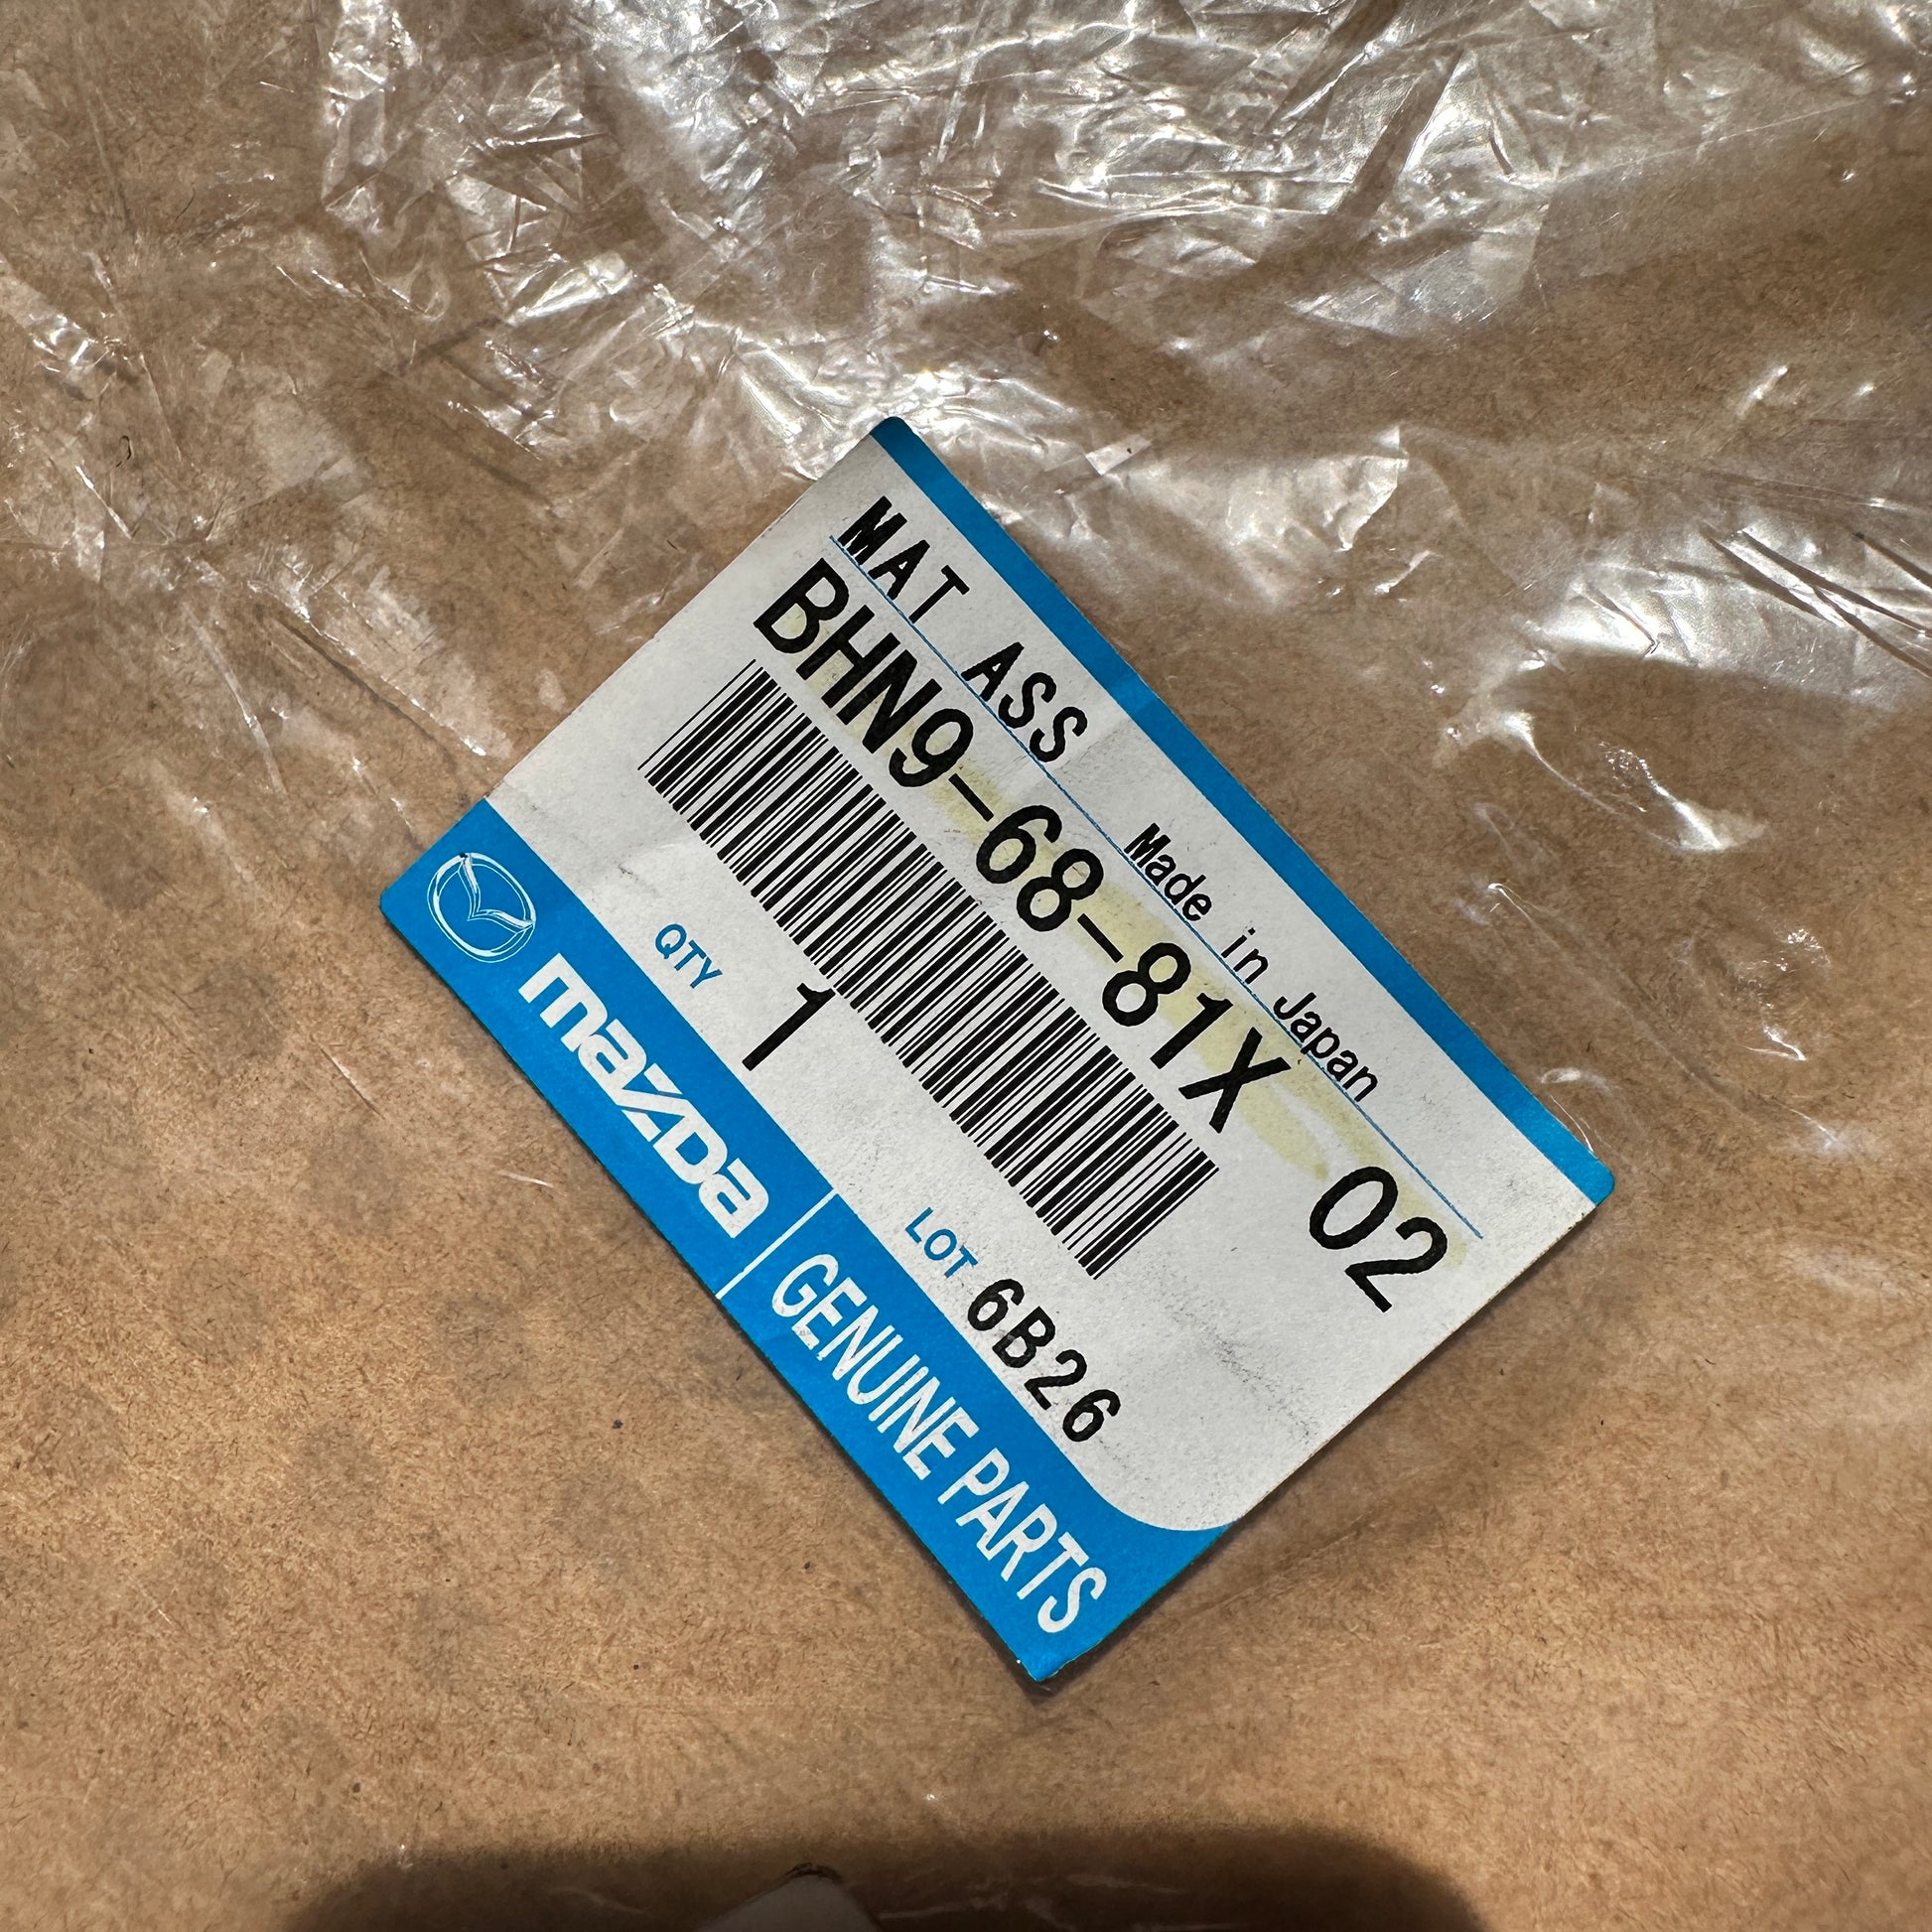 MAT ASS Made in Japan
BHN9-68-81X 02
QTY 1 LOT 6B26
mazda GENUINE PARTS